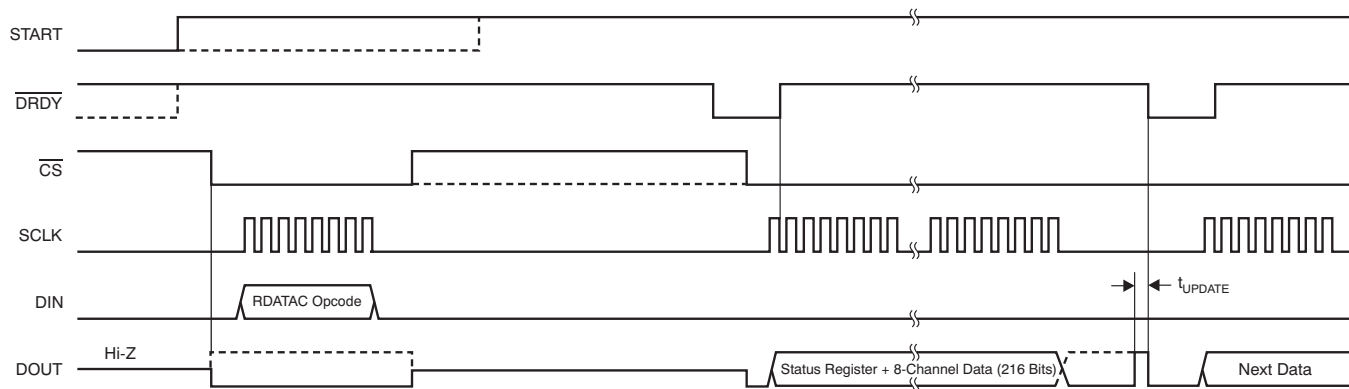 START
DRDY
CS
SCLK
DIN
RDATAC Opcode
tUPDATE
Hi-Z
DOUT
Status Register + 8-Channel Data (216 Bits)
Next Data